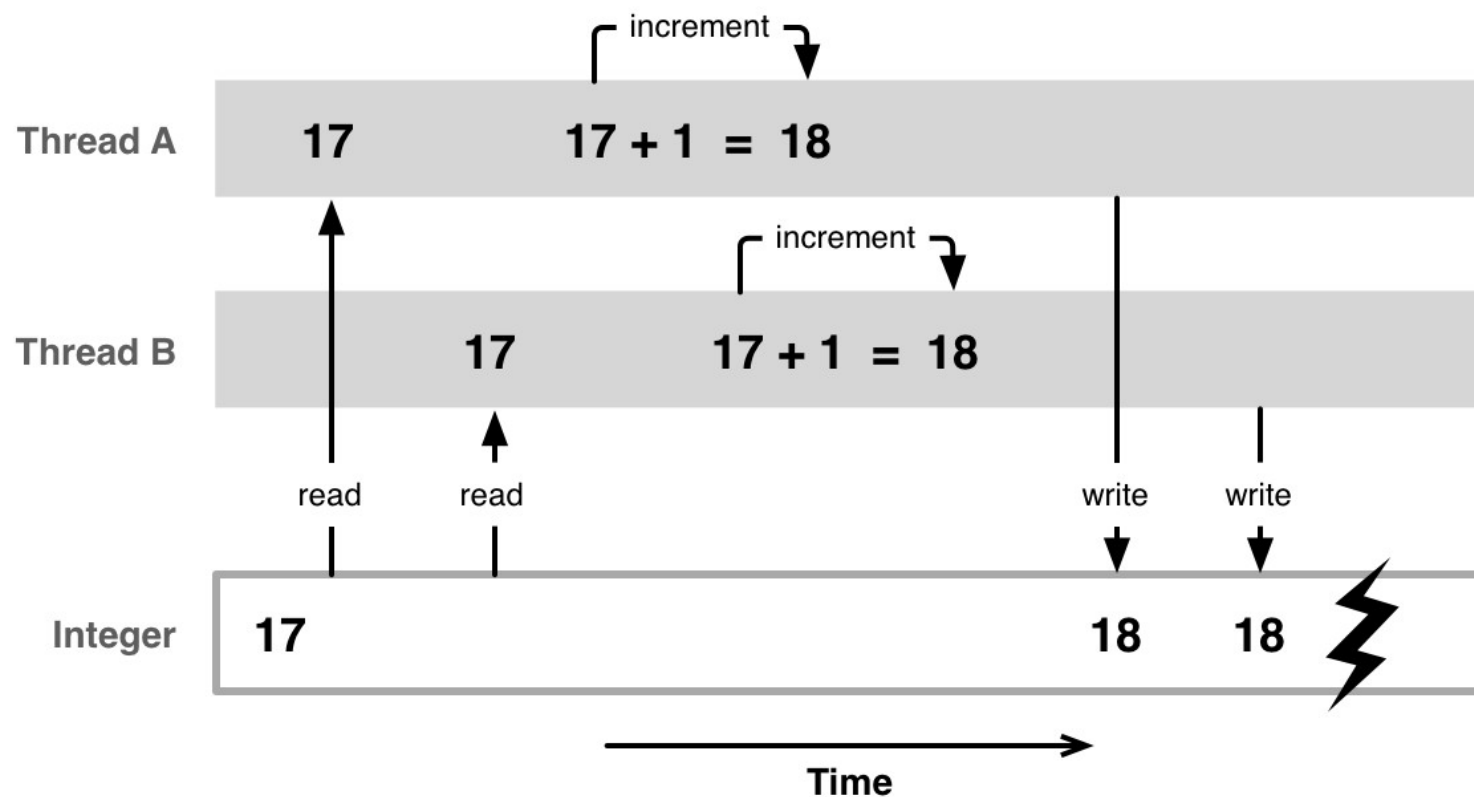 increment
Thread A 17 17 + 1 = 18
increment
Thread B 17 17 + 1 = 18
read read write write
Integer 17 18 18
Time